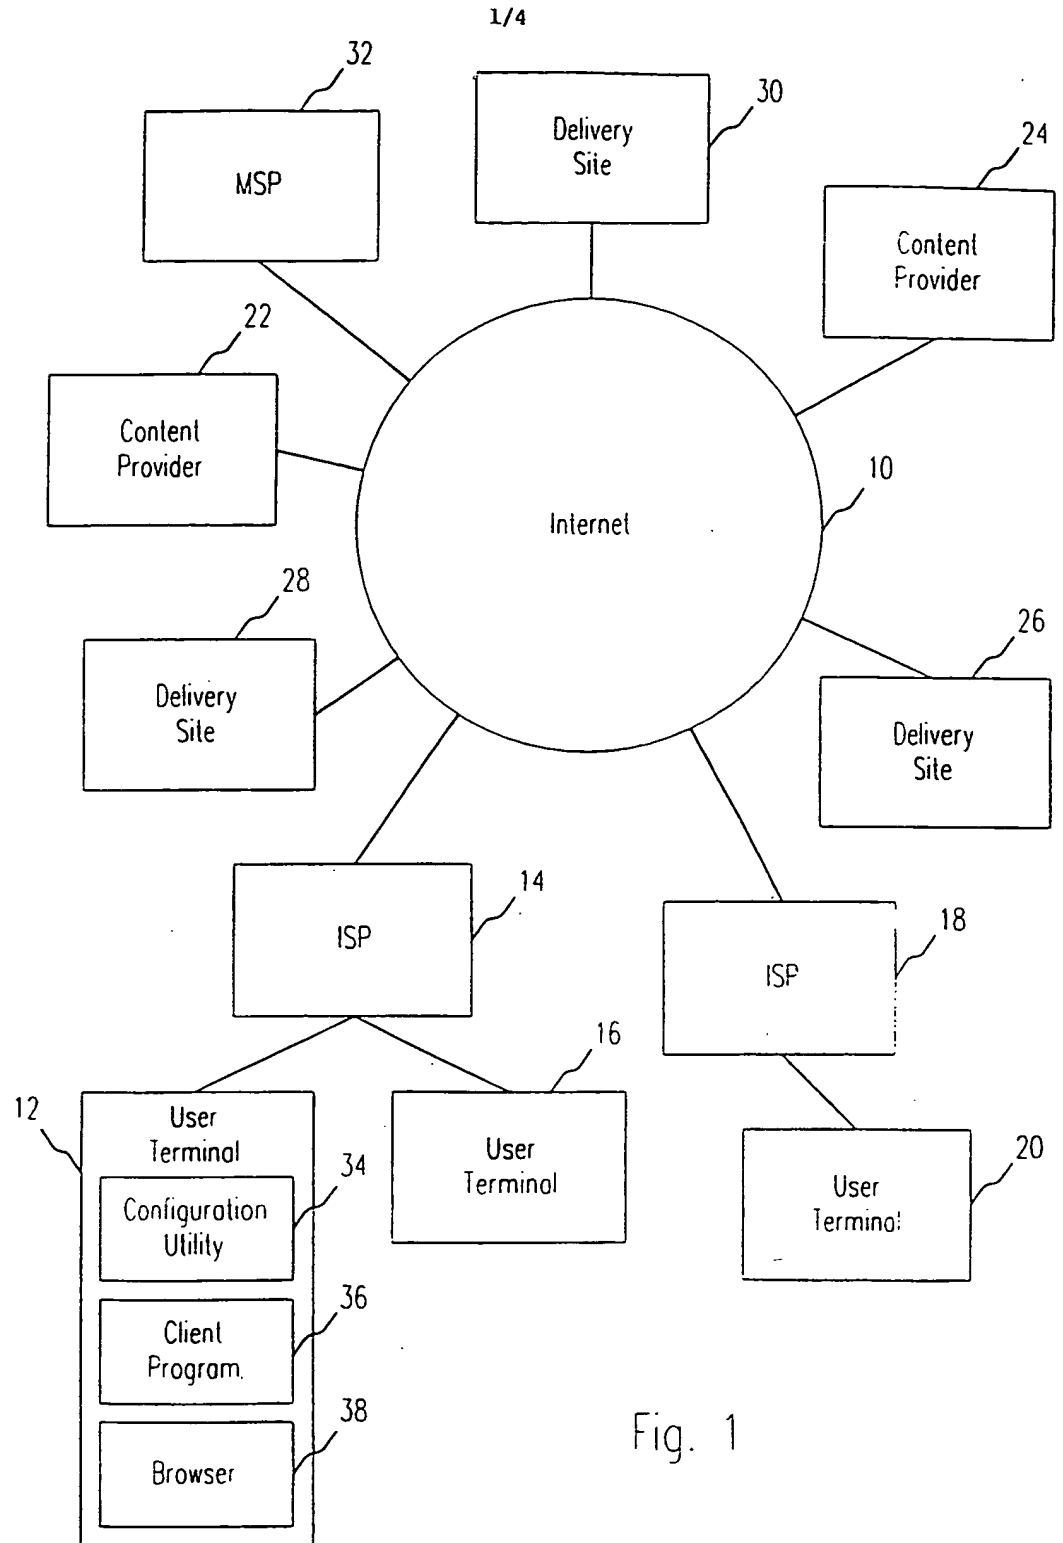 1/4
32
MSP
Delivery
Site
30
24
Content
Provider
22
Content
Provider
Internet
10
28
Delivery
Site
26
Delivery
Site
ISP
14
ISP
18
12
User
Terminal
34
Configuration
Utility
36
Client
Program
38
Browser
16
User
Terminal
User
Terminal
20
Fig. 1